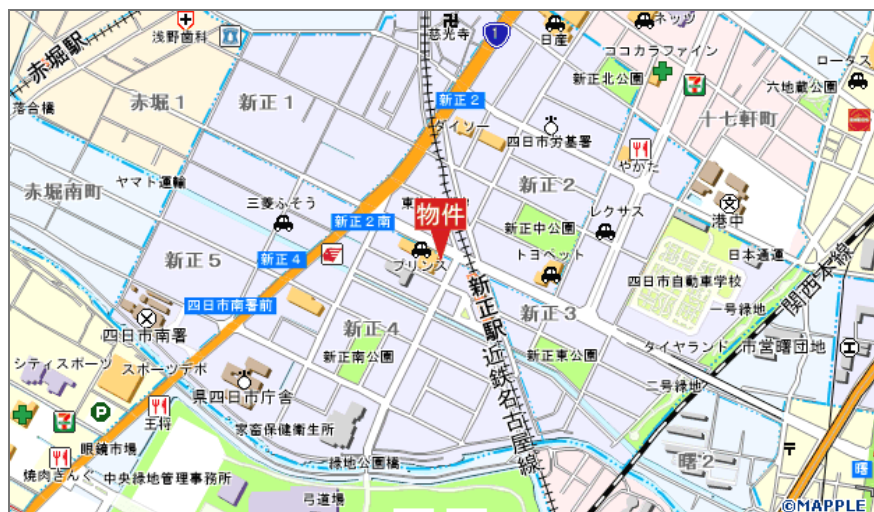 慈光寺
1
日産
ネッツ
浅野歯科
赤堀駅
ココカラファイン
ロータス
新正北公園
六地蔵公園
落合橋
赤堀1
新正1
新正2
ダイソー
四日市労基署
十七軒町
やかた
赤堀南町
ヤマト運輸
三菱ふそう
新正2
港中
新正2南
東
物件
新正中公園
レクサス
新正5
新正4
プリンス
トヨペット
日本通運
四日市自動車学校
関西本線
四日市南署前
新正駅
近鉄名古屋線
新正3
一号緑地
四日市南署
新正4
新正南公園
新正東公園
タイヤランド
市営曙団地
シティスポーツ
スポーツデポ
県四日市庁舎
二号緑地
王将
家畜保健衛生所
眼鏡市場
緑地公園橋
曙2
曙
焼肉きんぐ
中央緑地管理事務所
弓道場
©MAPPLE